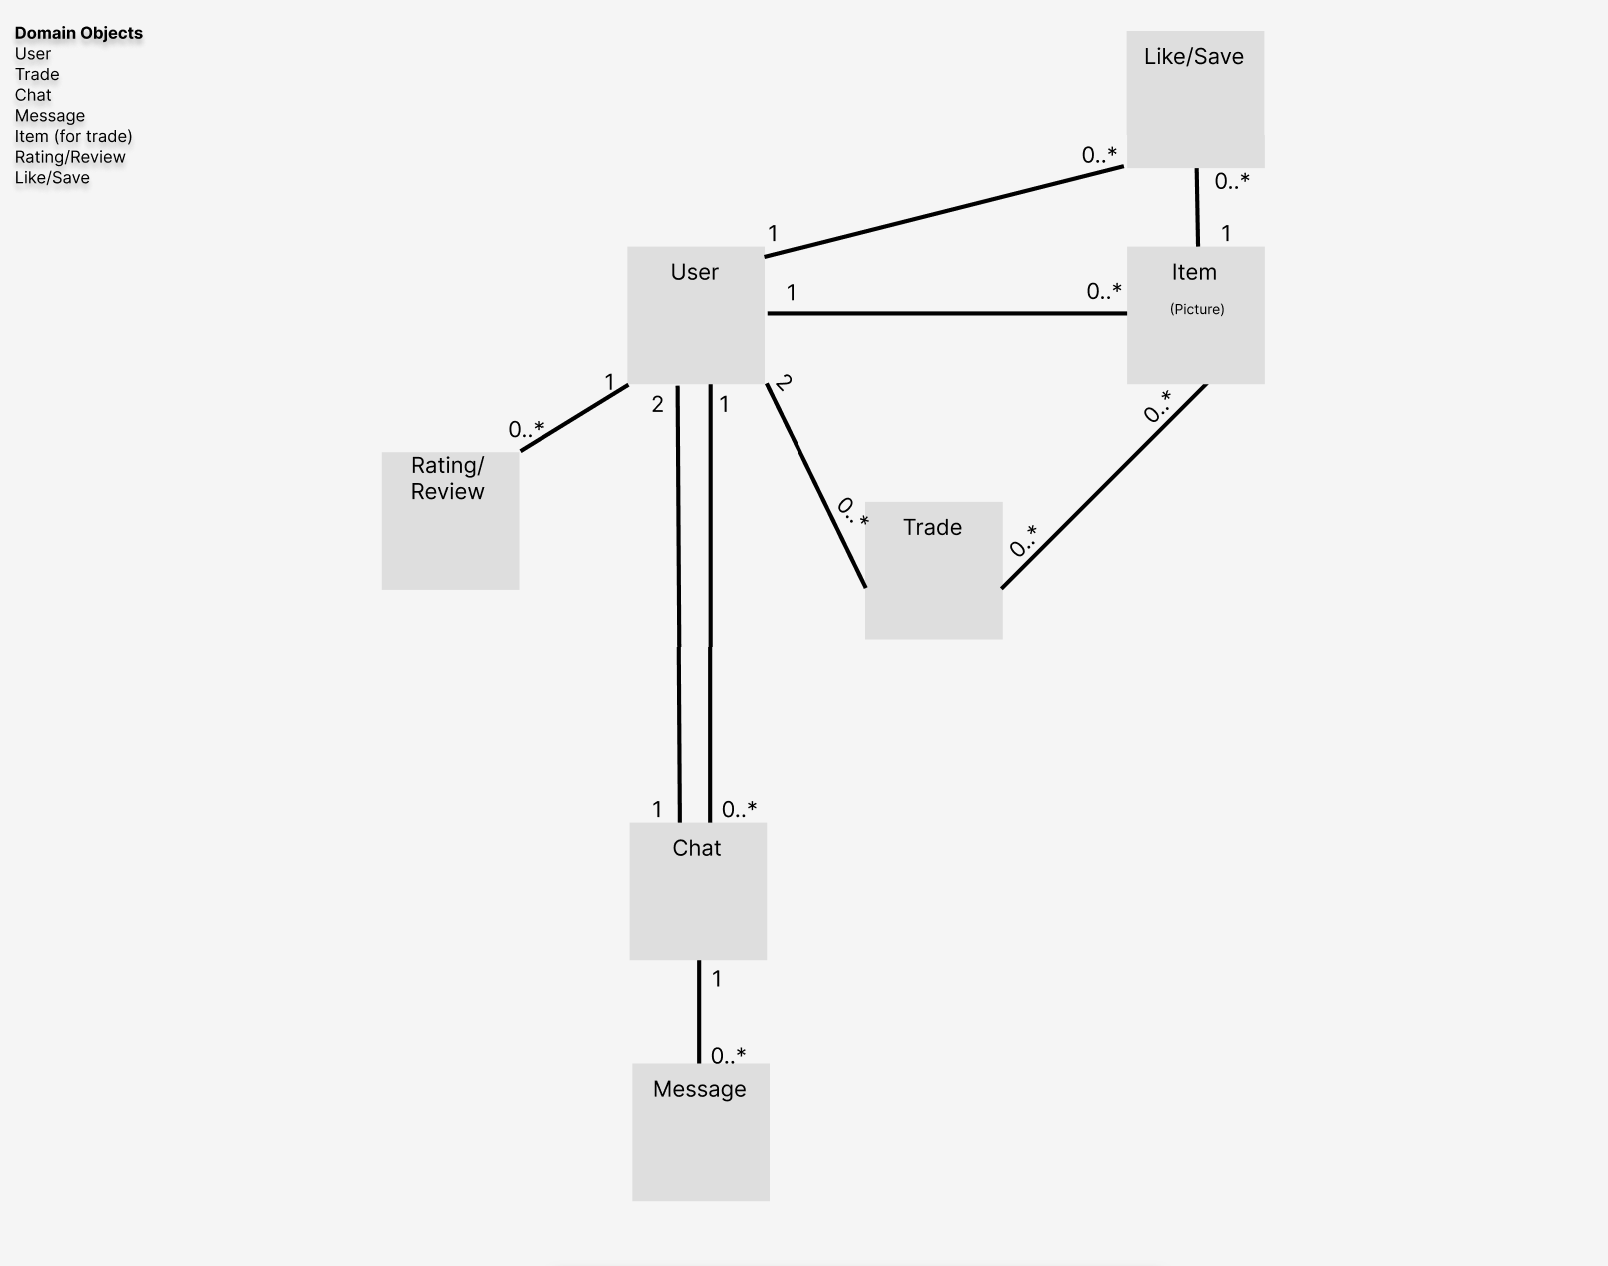 Domain Objects
User
Trade
Chat
Message
Item (for trade)
Rating/Review
Like/Save
Like/Save
0..*
0..*
1
1
User
Item
(Picture)
1
0..*
1
2
1
2
0..*
0..*
Rating/
Review
0..*
Trade
0..*
1
0..*
Chat
1
0..*
Message